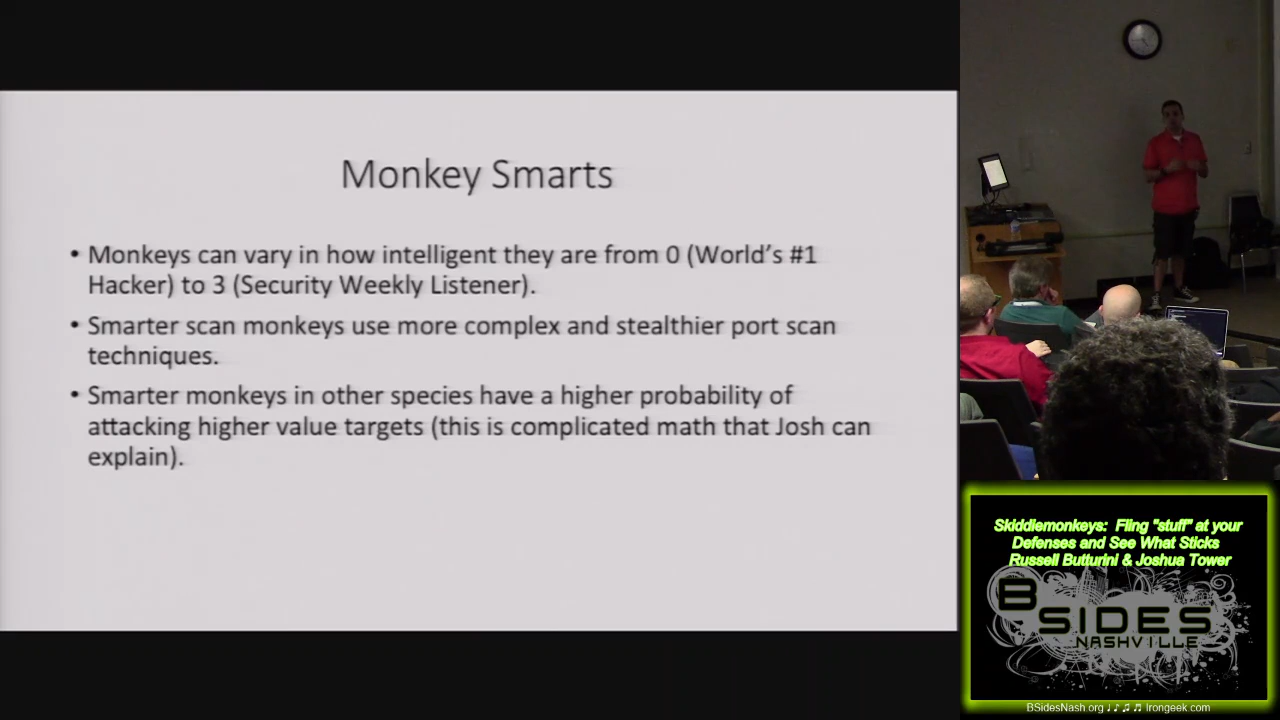 Monkey Smarts
• Monkeys can vary in how intelligent they are from 0 (World's #1
Hacker) to 3 (Security Weekly Listener).
• Smarter scan monkeys use more complex and stealthier port scan
techniques.
• Smarter monkeys in other species have a higher probability of
attacking higher value targets (this is complicated math that Josh can
explain).
Skiddiemonkeys: Fling "stuff" at your
Defenses and See What Sticks
Russell Butturini & Joshua Tower
BSIDES
NASHVILLE
BSidesNash.org ♩♪♫♬ Irongeek.com